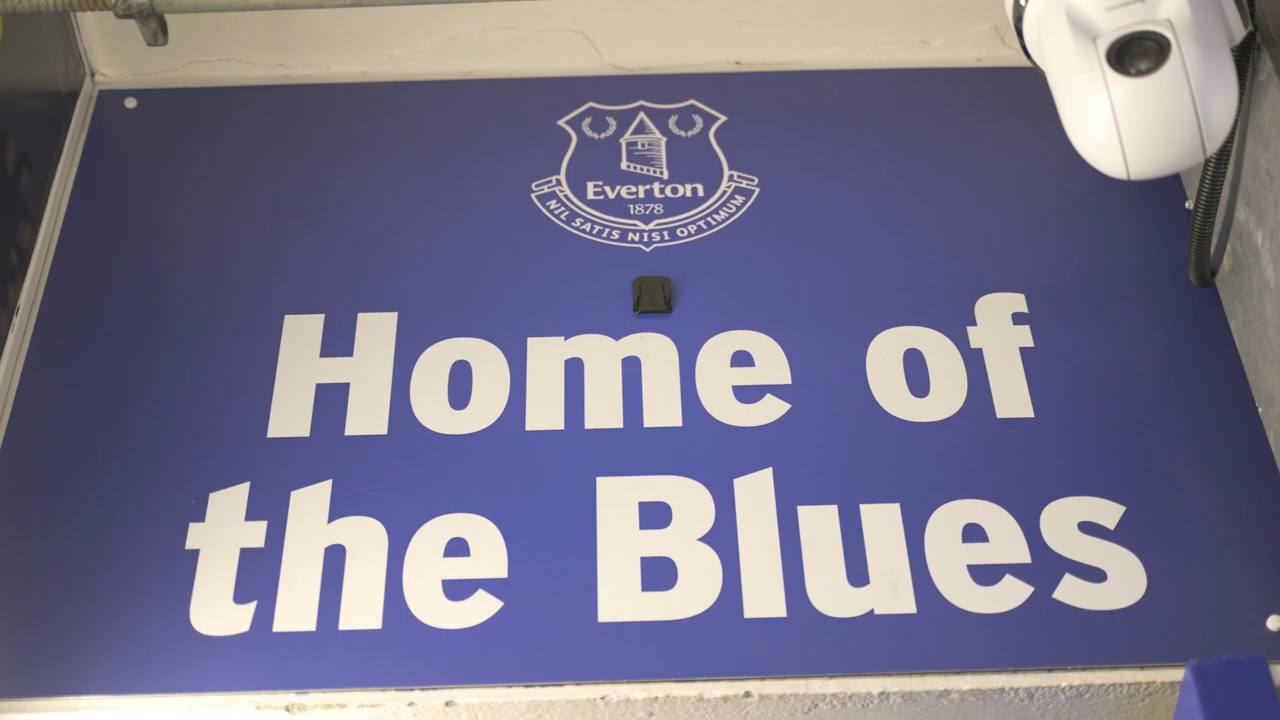 Everton
1878
NIL SATIS NISI OPTIMUM
Home of
the Blues